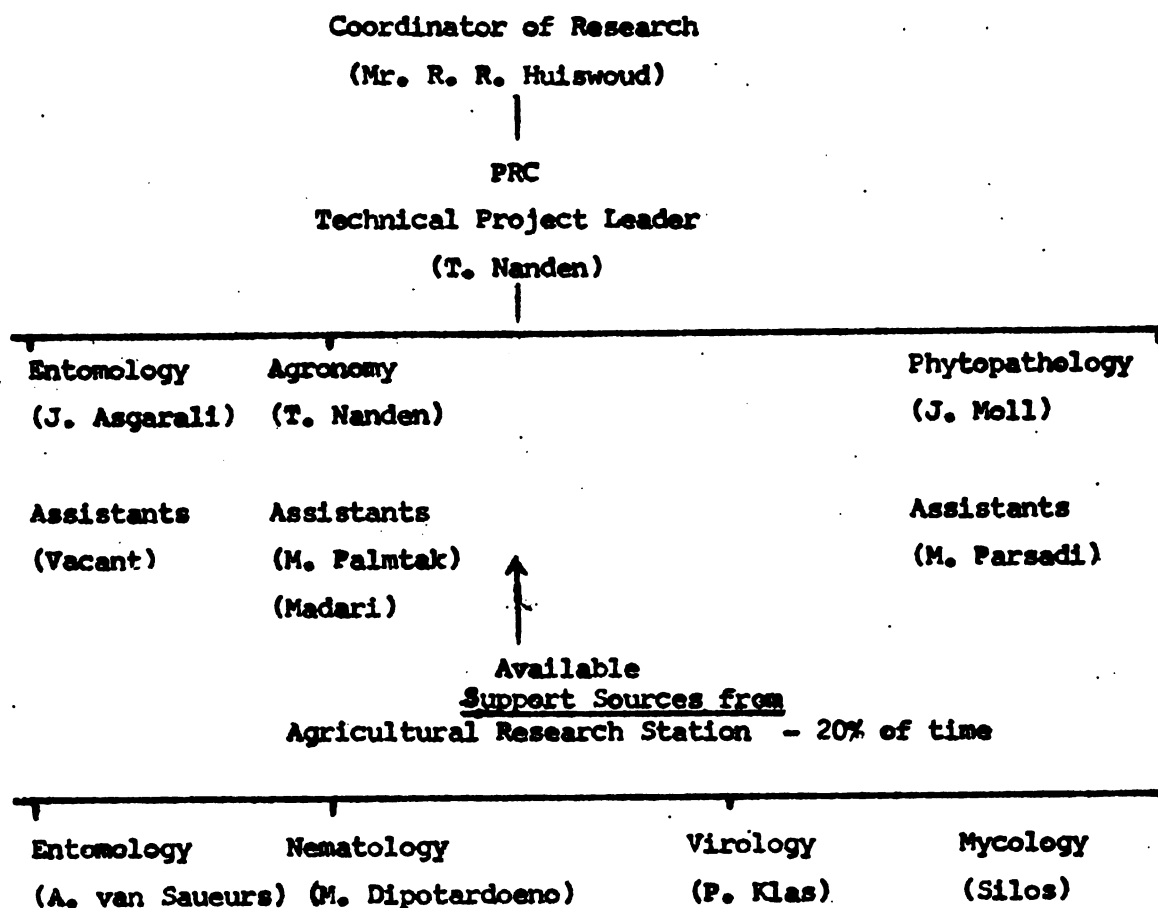 Coordinator of Research
(Mr. R. R. Huiswoud)
PRC
Technical Project Leader
(T. Nanden)
Entomology Agronomy Phytopathology
(J. Asgarali) (T. Nanden) (J. Moll)
Assistants Assistants Assistants
(Vacant) (M. Palmtak) (M. Parsadi)
(Madari)
Available
Support Sources from
Agricultural Research Station - 20% of time
Entomology Nematology Virology Mycology
(A. van Saueurs) (M. Dipotardoeno) (P. Klas) (Silos)